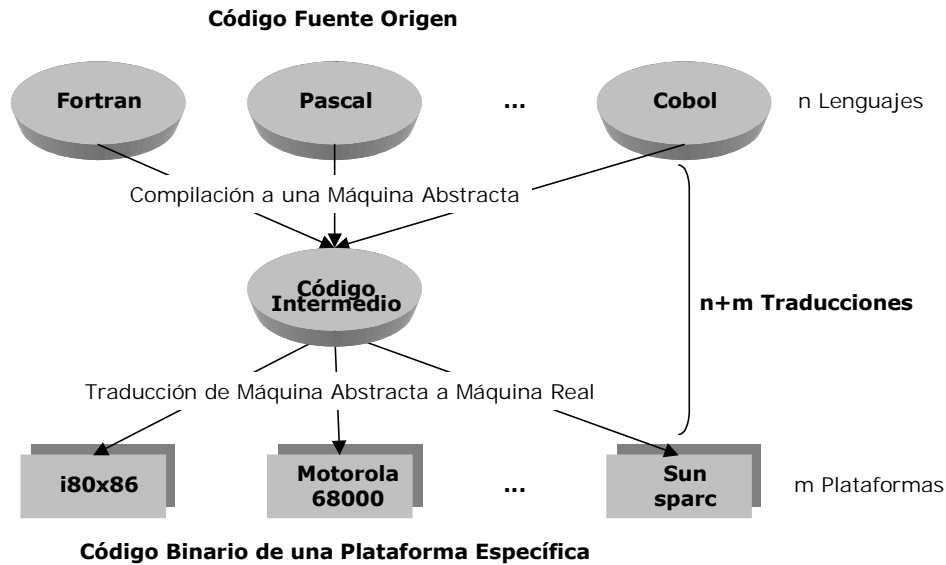 Código Fuente Origen
Fortran
Pascal
...
Cobol
n Lenguajes
Compilación a una Máquina Abstracta
Código
Intermedio
n+m Traducciones
Traducción de Máquina Abstracta a Máquina Real
i80x86
Motorola
68000
...
Sun
sparc
m Plataformas
Código Binario de una Plataforma Específica